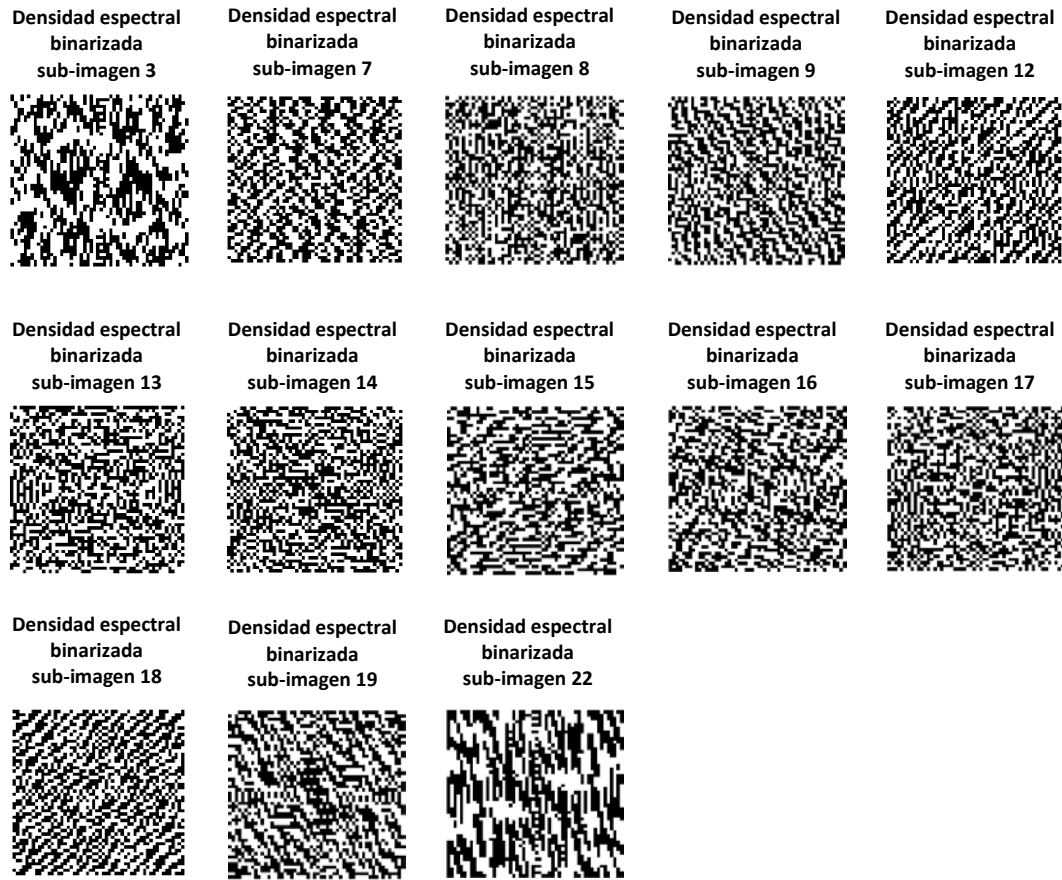 Densidad espectral
binarizada
sub-imagen 3
Densidad espectral
binarizada
sub-imagen 7
Densidad espectral
binarizada
sub-imagen 8
Densidad espectral
binarizada
sub-imagen 9
Densidad espectral
binarizada
sub-imagen 12
Densidad espectral
binarizada
sub-imagen 13
Densidad espectral
binarizada
sub-imagen 14
Densidad espectral
binarizada
sub-imagen 15
Densidad espectral
binarizada
sub-imagen 16
Densidad espectral
binarizada
sub-imagen 17
Densidad espectral
binarizada
sub-imagen 18
Densidad espectral
binarizada
sub-imagen 19
Densidad espectral
binarizada
sub-imagen 22